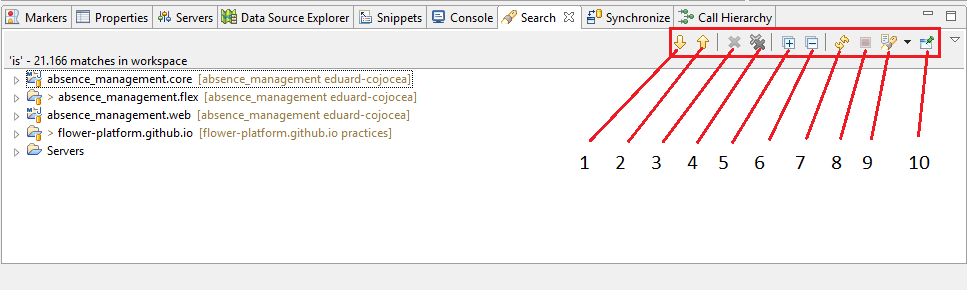 Markers Properties Servers Data Source Explorer Snippets Console Search Synchronize Call Hierarchy
'is' - 21.166 matches in workspace
absence_management.core [absence_management eduard-cojocea]
> absence_management.flex [absence_management eduard-cojocea]
absence_management.web [absence_management eduard-cojocea]
> flower-platform.github.io [flower-platform.github.io practices]
Servers
1 2 3 4 5 6 7 8 9 10